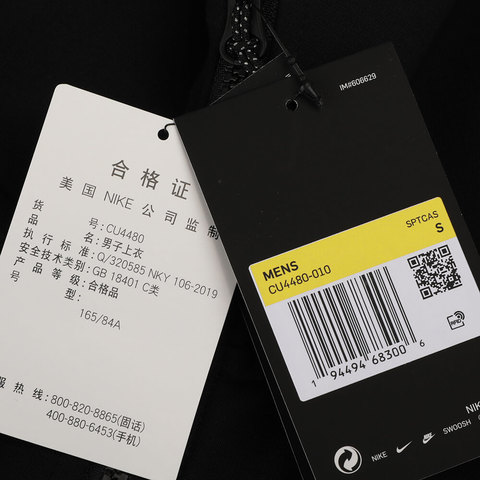 合格证
美国 NIKE 公司监制
货号: CU4480
品名: 男子上衣
执行标准: Q/320585 NKY 106-2019
安全技术类别: GB 18401 C类
产品等级: 合格品
号型:
165/84A
服热线: 800-820-8865(固话)
400-880-6453(手机)
IM#606629
SPTCAS
S
MENS
CU4480-010
RFID
1 94494 68300 6
NIKE
NIKE
SWOOSH